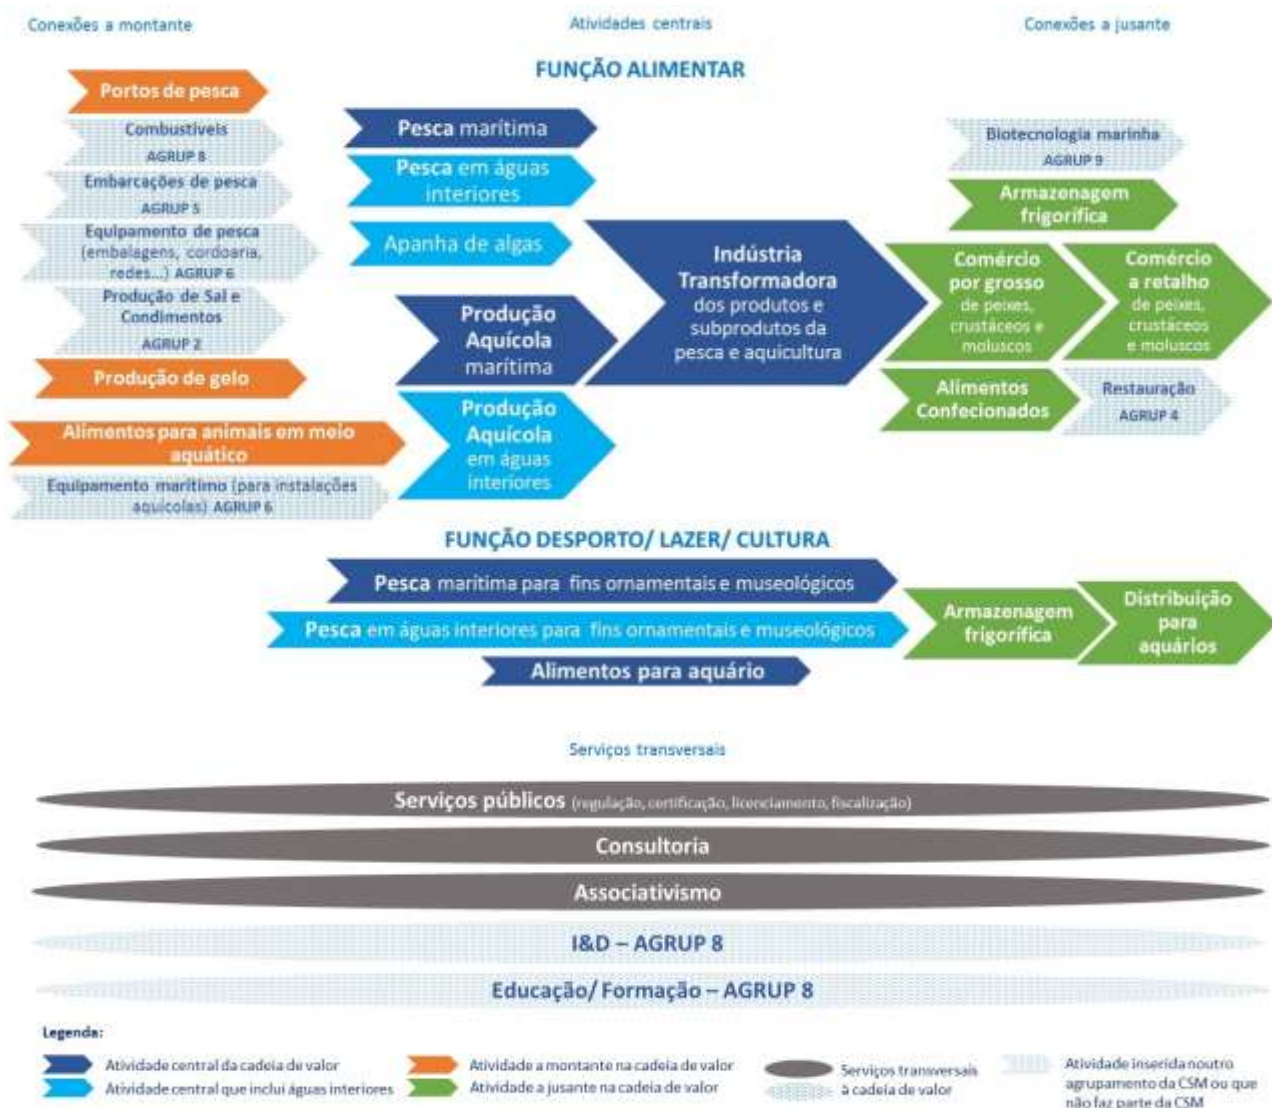 Conexões a montante
Atividades centrais
Conexões a jusante
FUNÇÃO ALIMENTAR
Portos de pesca
Combustíveis
AGRUP 8
Embarcações de pesca
AGRUP 5
Equipamento de pesca
(embalagens, cordoaria,
redes...) AGRUP 6
Produção de Sal e
Condimentos
AGRUP 2
Produção de gelo
Alimentos para animais em meio
aquático
Equipamento marítimo (para instalações
aquícolas) AGRUP 6
Pesca marítima
Pesca em águas
interiores
Apanha de algas
Produção
Aquícola
marítima
Produção
Aquícola
em águas
interiores
Indústria
Transformadora
dos produtos e
subprodutos da
pesca e aquicultura
Biotecnologia marinha
AGRUP 9
Armazenagem
frigorífica
Comércio
por grosso
de peixes,
crustáceos e
moluscos
Comércio
a retalho
de peixes,
crustáceos
e moluscos
Alimentos
Confecionados
Restauração
AGRUP 4
FUNÇÃO DESPORTO/ LAZER/ CULTURA
Pesca marítima para fins ornamentais e museológicos
Pesca em águas interiores para fins ornamentais e museológicos
Alimentos para aquário
Armazenagem
frigorífica
Distribuição
para
aquários
Serviços transversais
Serviços públicos (regulação, certificação, licenciamento, fiscalização)
Consultoria
Associativismo
I&D – AGRUP 8
Educação/ Formação – AGRUP 8
Legenda:
Atividade central da cadeia de valor
Atividade central que inclui águas interiores
Atividade a montante na cadeia de valor
Atividade a jusante na cadeia de valor
Serviços transversais
à cadeia de valor
Atividade inserida noutro
agrupamento da CSM ou que
não faz parte da CSM